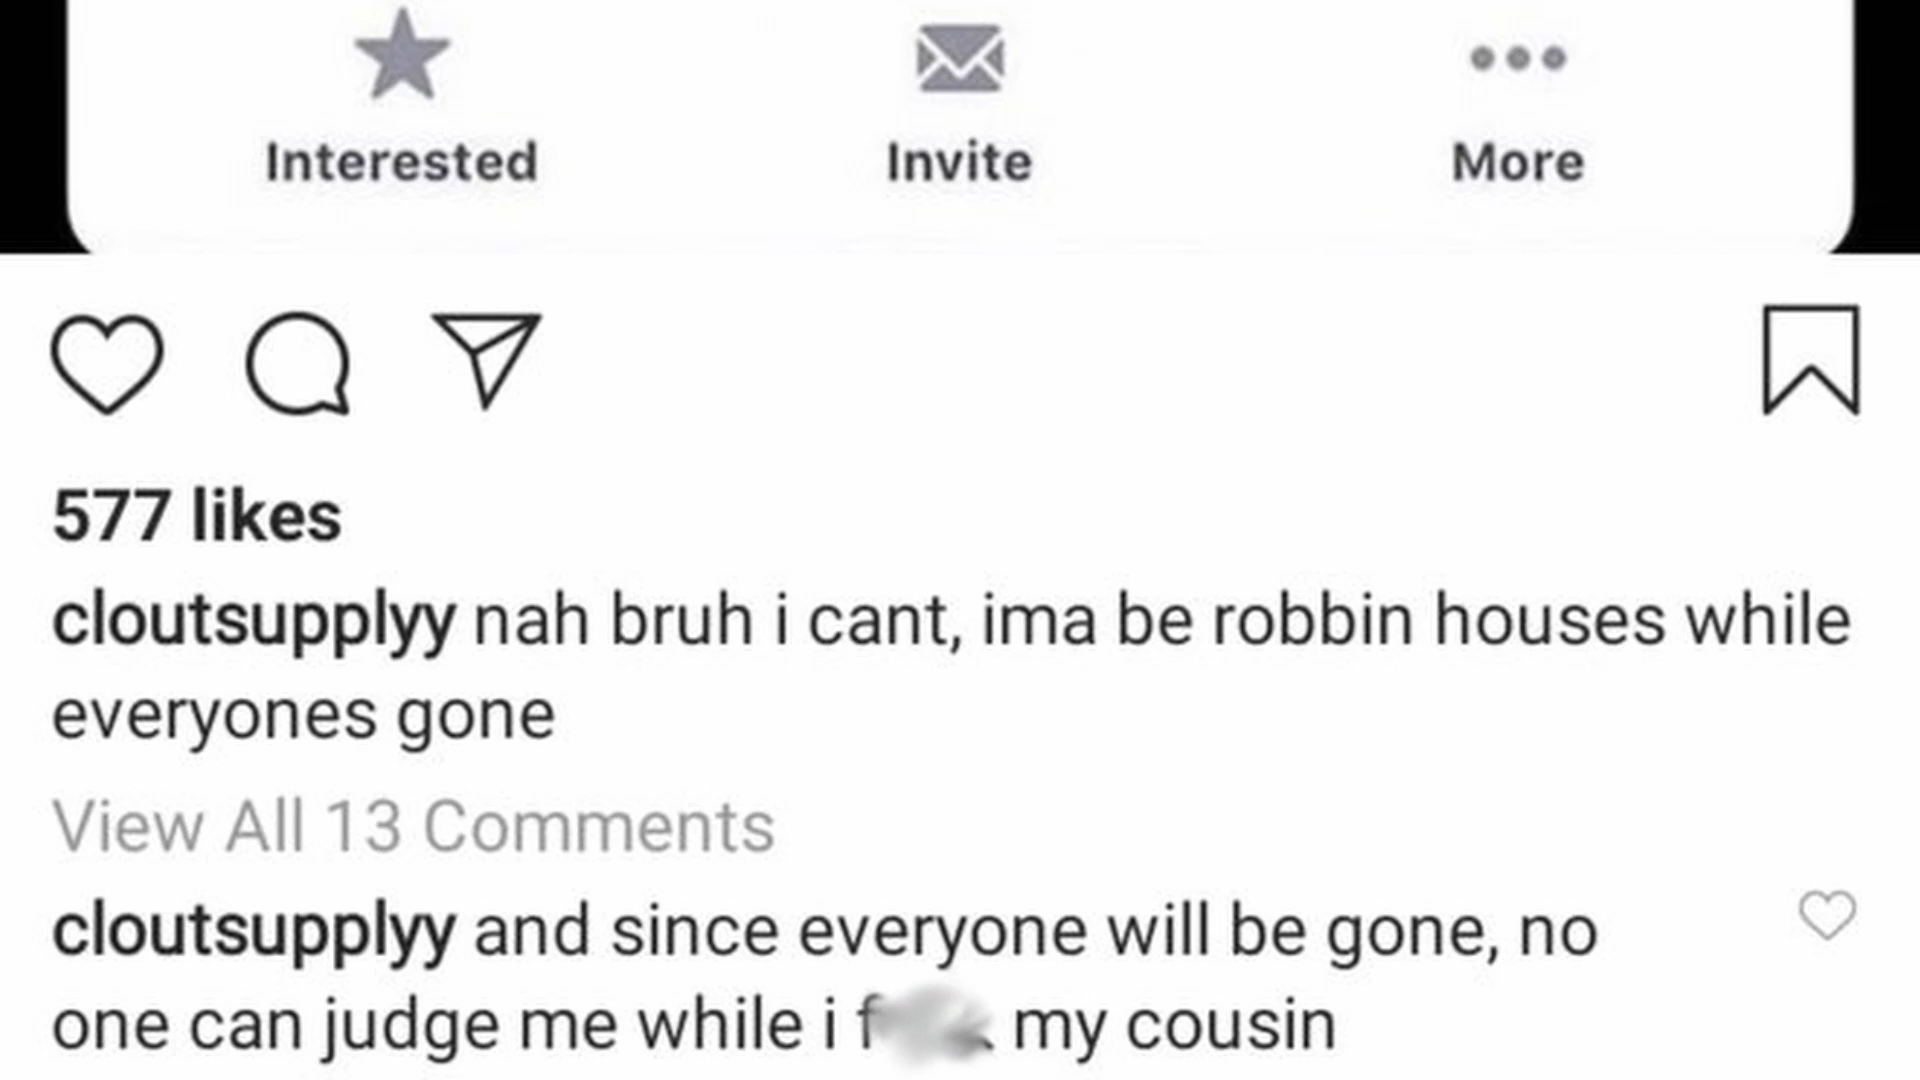 Interested Invite More
577 likes
cloutsupplyy nah bruh i cant, ima be robbin houses while
everyones gone
View All 13 Comments
cloutsupplyy and since everyone will be gone, no
one can judge me while i my cousin